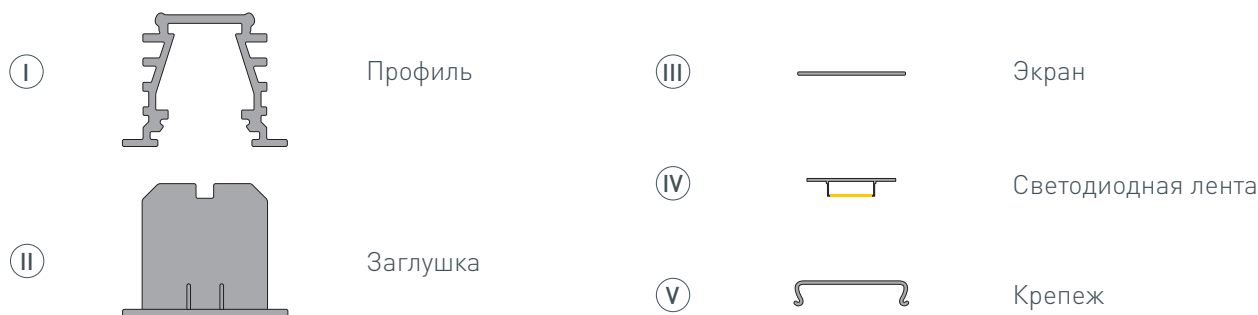 I
Профиль
II
Заглушка
III
Экран
IV
Светодиодная лента
V
Крепеж